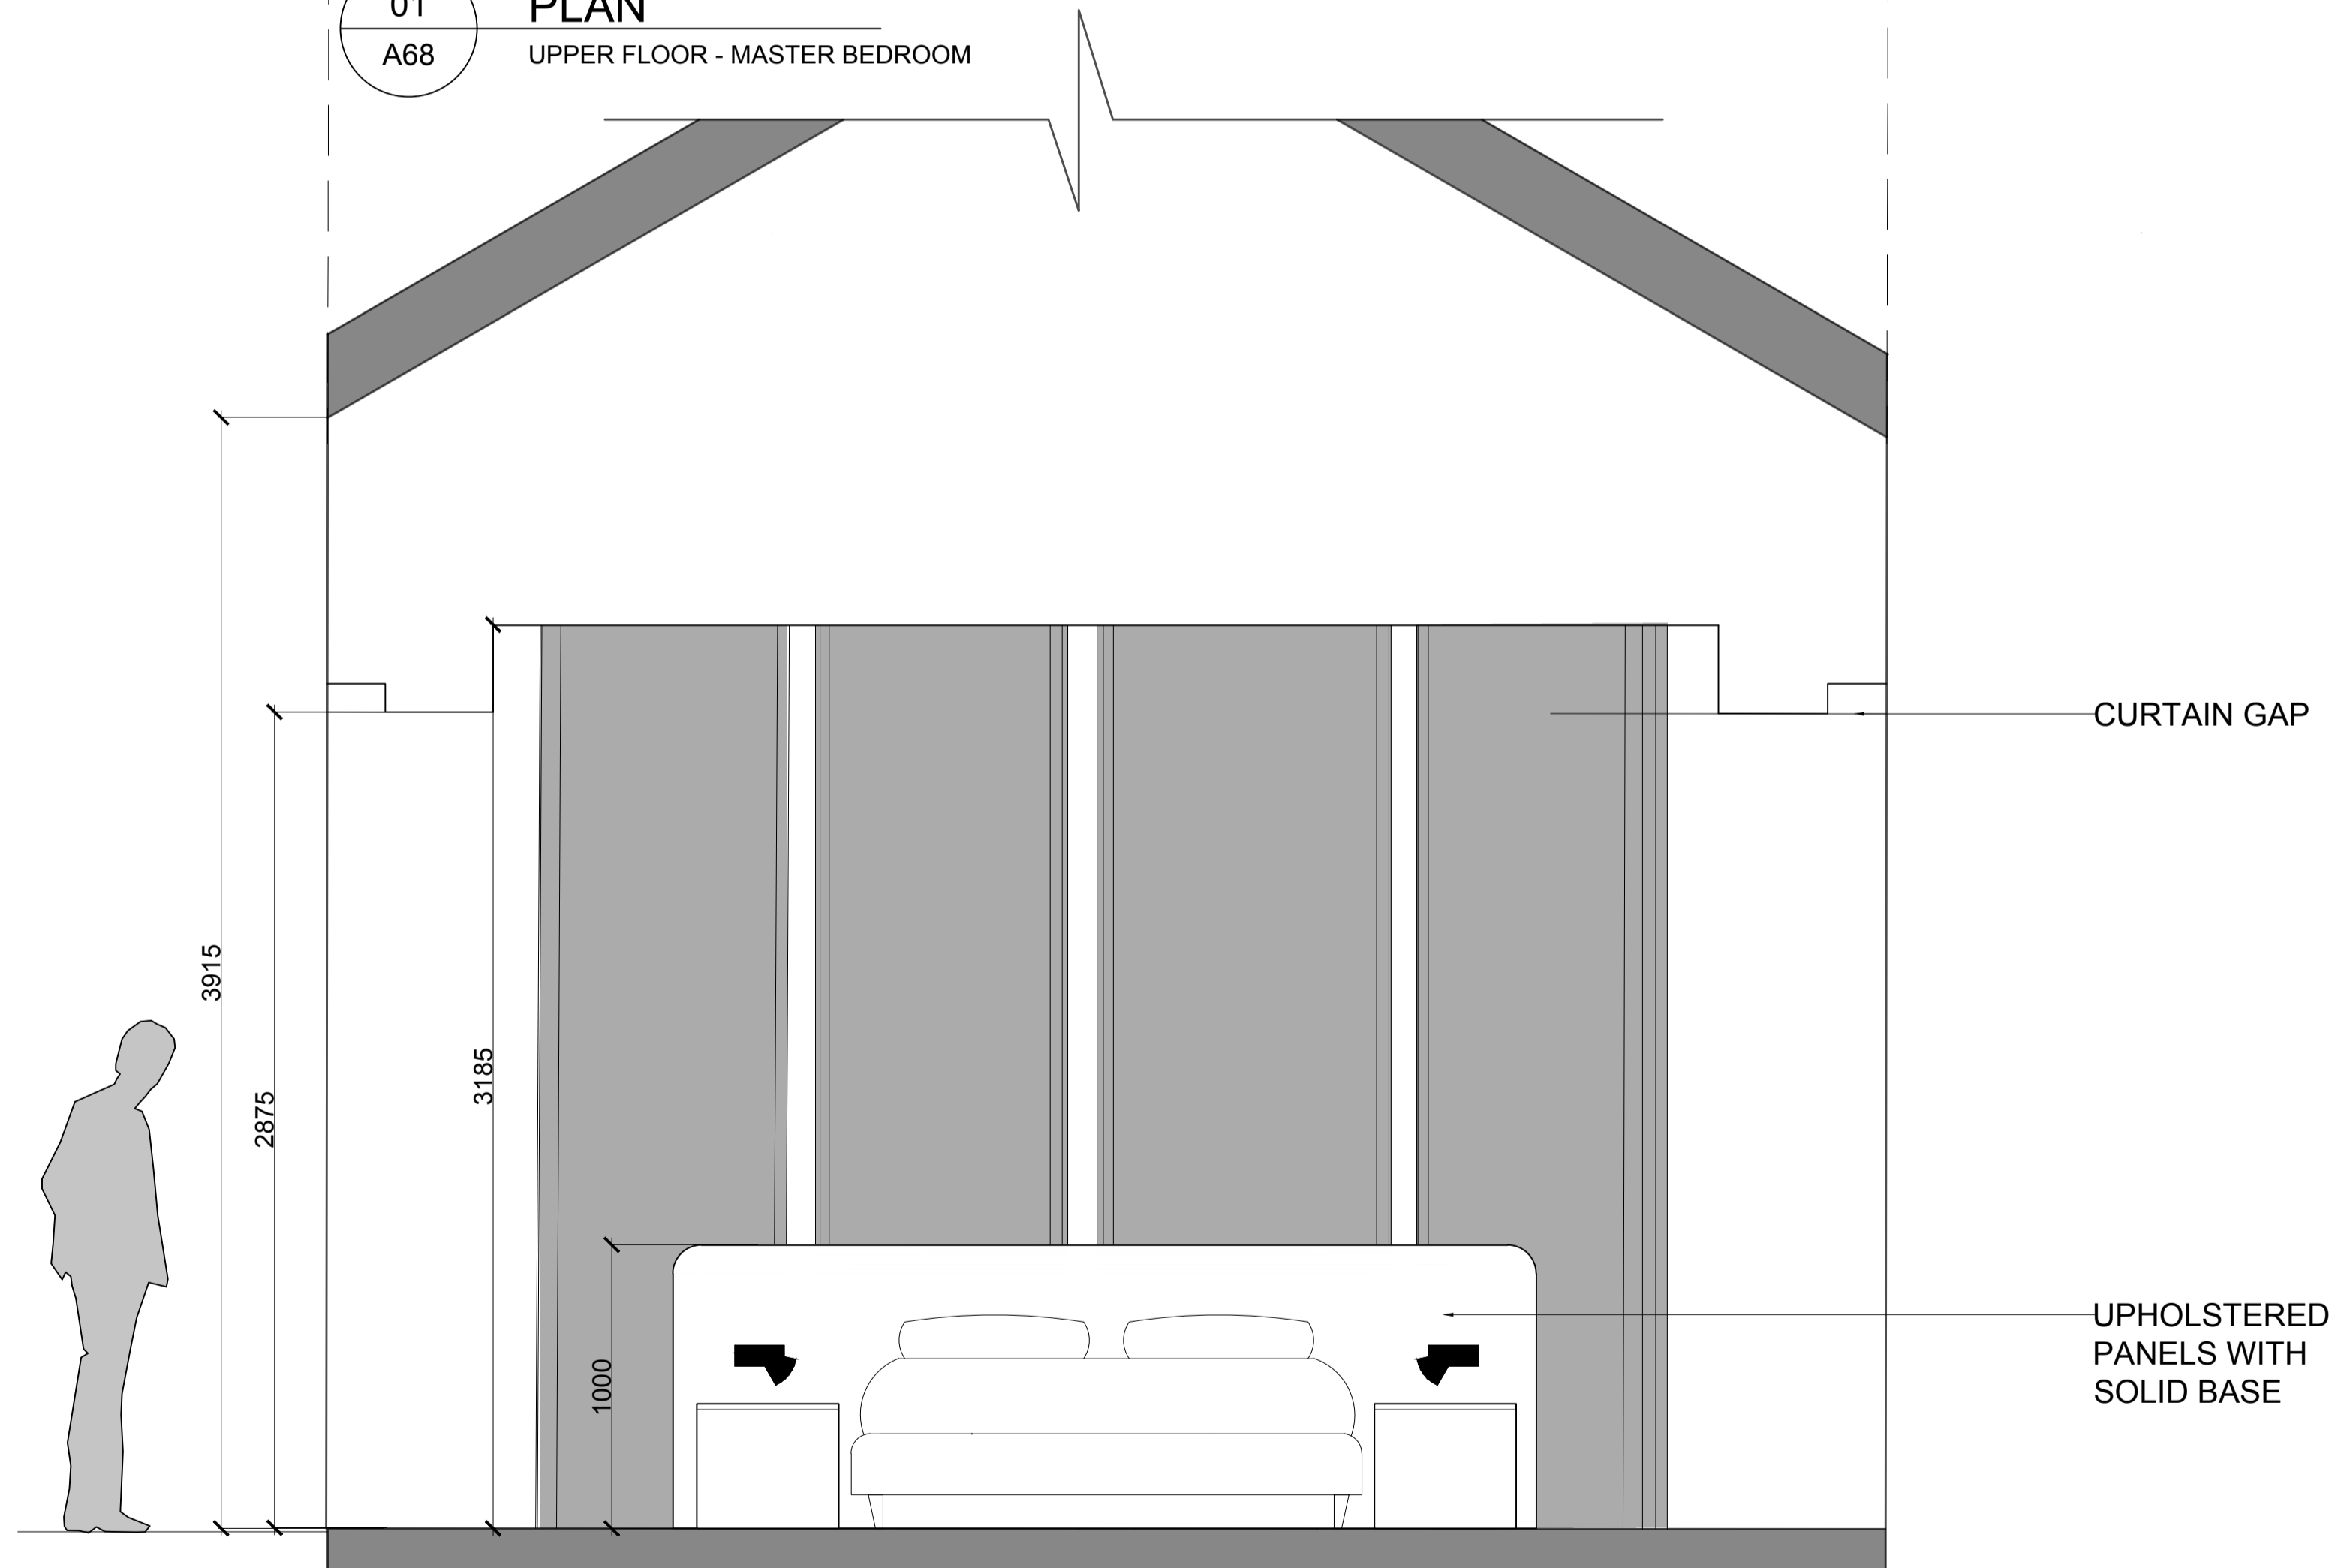 01
PLAN
A68
UPPER FLOOR - MASTER BEDROOM
CURTAIN GAP
3915
3185
2875
UPHOLSTERED
PANELS WITH
SOLID BASE
1000